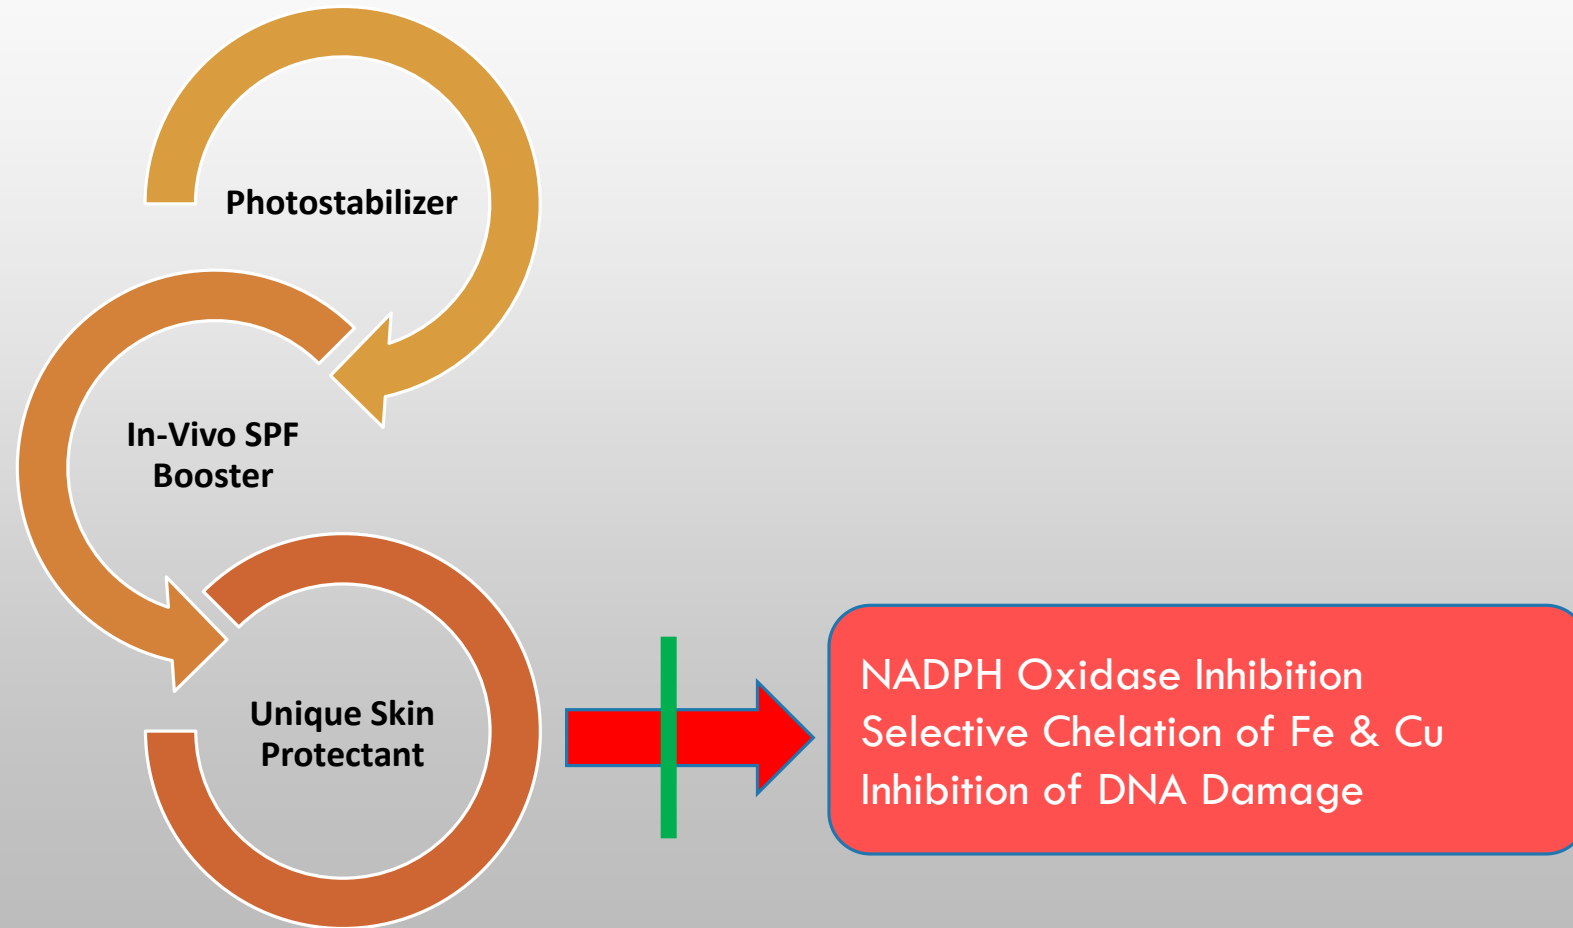 Photostabilizer
In-Vivo SPF
Booster
Unique Skin
Protectant
NADPH Oxidase Inhibition
Selective Chelation of Fe & Cu
Inhibition of DNA Damage